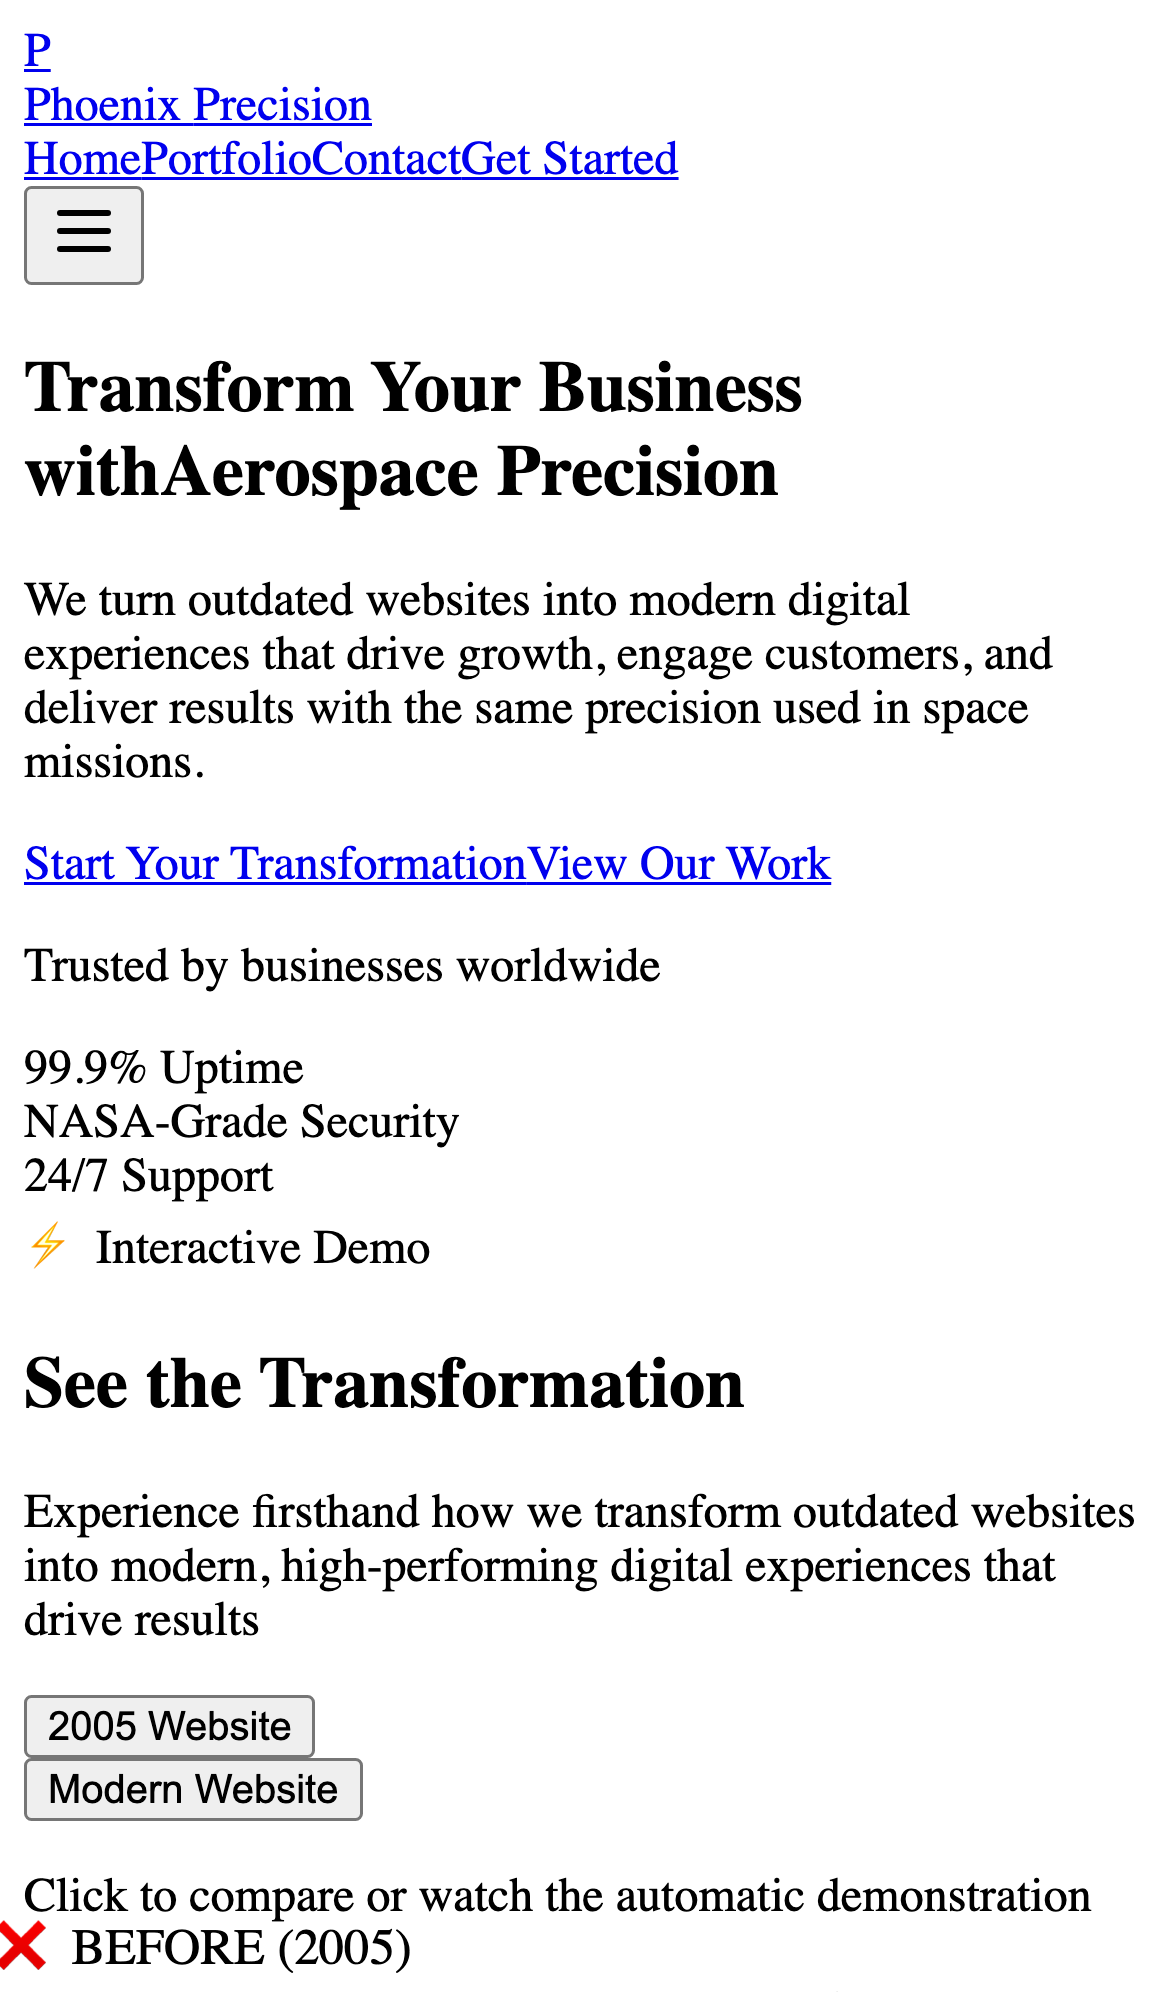 P
Phoenix Precision
HomePortfolioContactGet Started
Transform Your Business
withAerospace Precision
We turn outdated websites into modern digital
experiences that drive growth, engage customers, and
deliver results with the same precision used in space
missions.
Start Your TransformationView Our Work
Trusted by businesses worldwide
99.9% Uptime
NASA-Grade Security
24/7 Support
⚡ Interactive Demo
See the Transformation
Experience firsthand how we transform outdated websites
into modern, high-performing digital experiences that
drive results
2005 Website
Modern Website
Click to compare or watch the automatic demonstration
❌ BEFORE (2005)